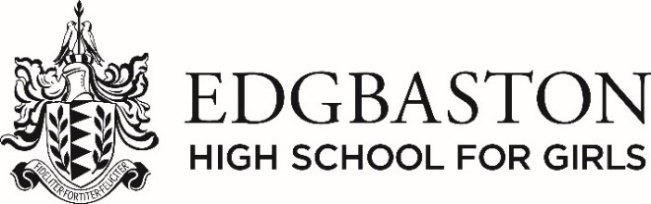 EDGBASTON
HIGH SCHOOL FOR GIRLS
FIDELITER·FORTITER·FELICITER